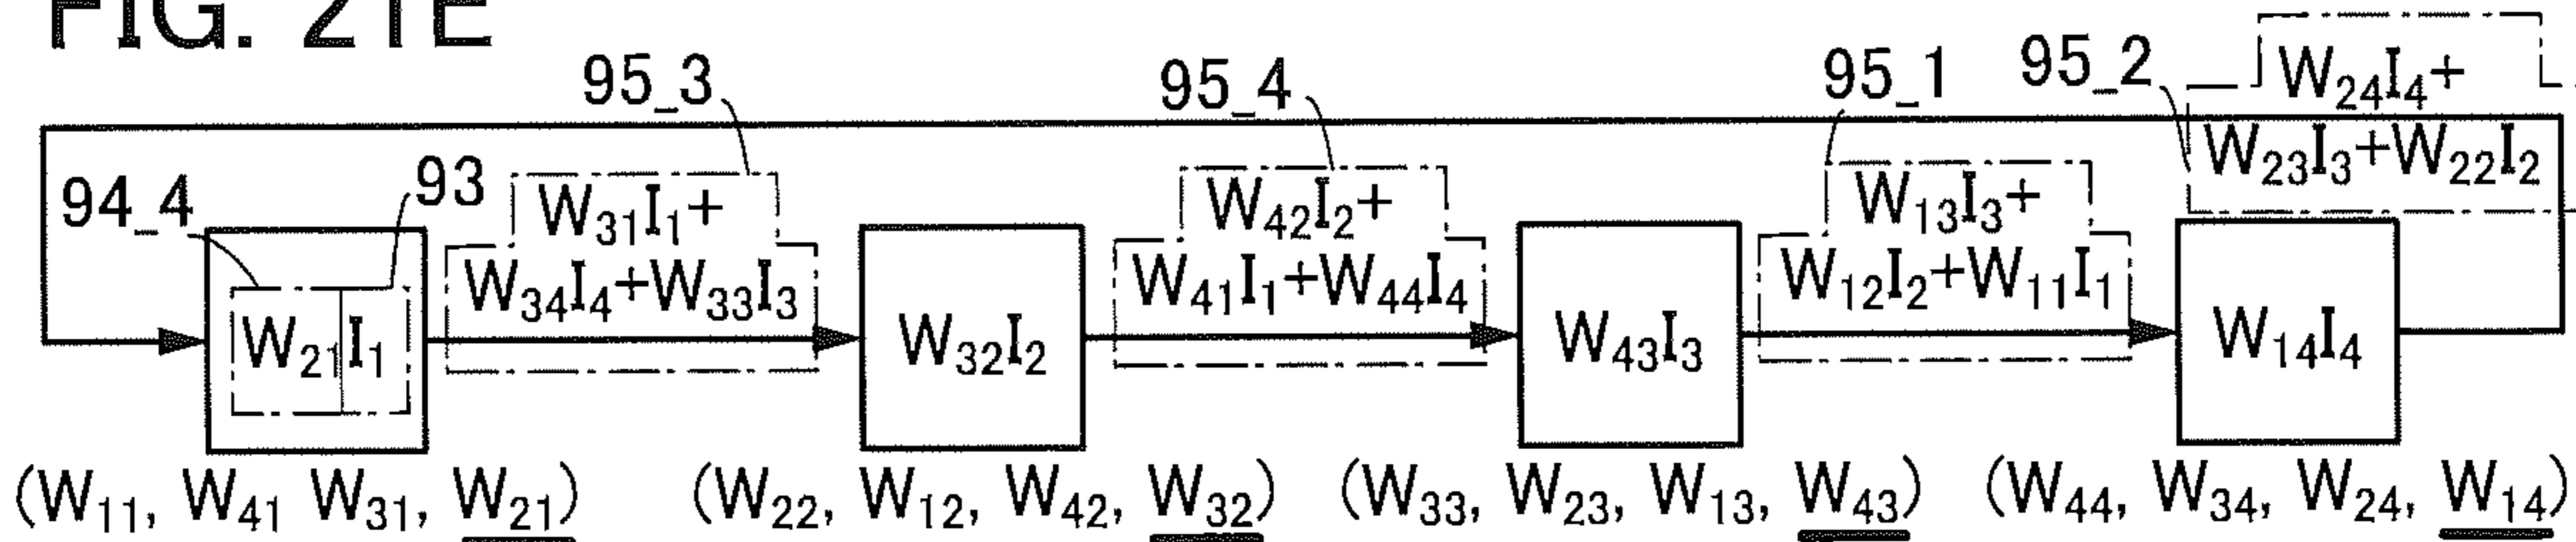 FIG. 21E
95_3
95_4
95_1
95_2
W₂₄I₄+
W₂₃I₃+W₂₂I₂
94_4
93
W₃₁I₁+
W₃₄I₄+W₃₃I₃
W₄₂I₂+
W₄₁I₁+W₄₄I₄
W₁₃I₃+
W₁₂I₂+W₁₁I₁
W₂₁I₁
W₃₂I₂
W₄₃I₃
W₁₄I₄
(W₁₁, W₄₁ W₃₁, W₂₁)
(W₂₂, W₁₂, W₄₂, W₃₂)
(W₃₃, W₂₃, W₁₃, W₄₃)
(W₄₄, W₃₄, W₂₄, W₁₄)